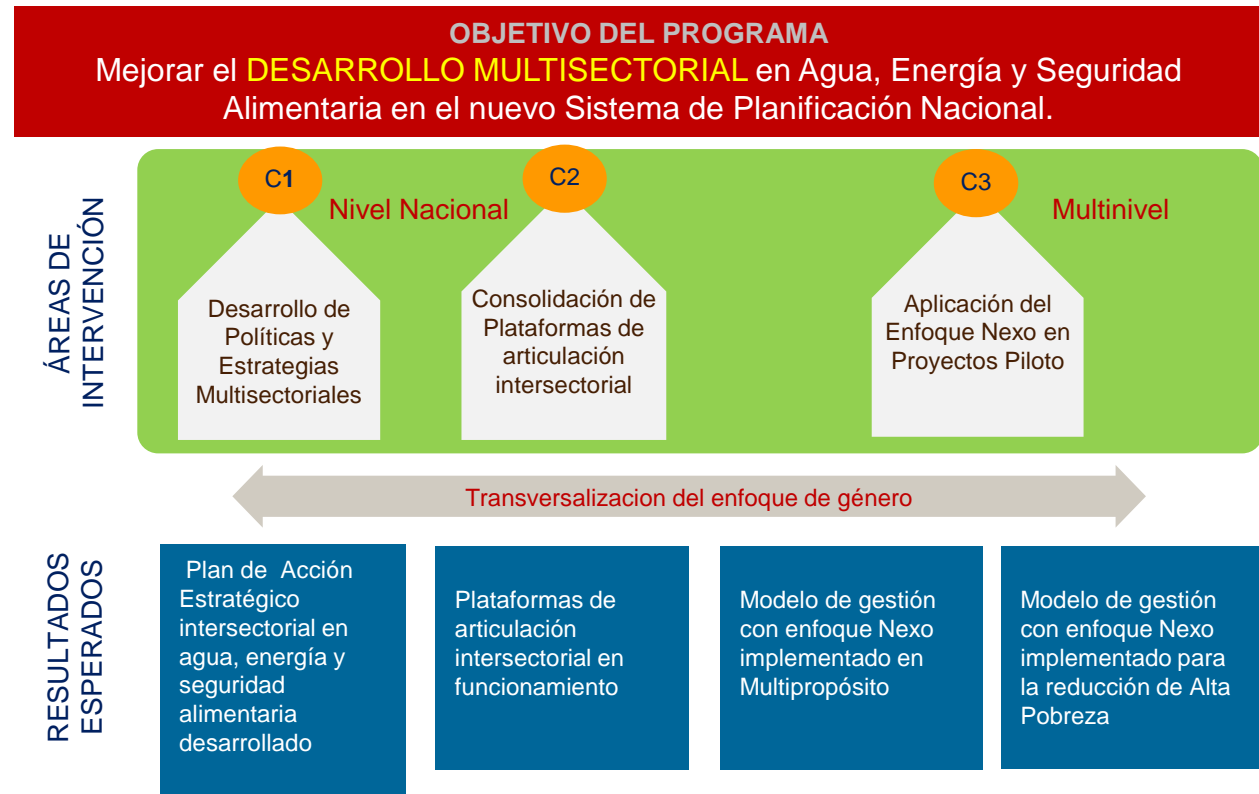 OBJETIVO DEL PROGRAMA
Mejorar el DESARROLLO MULTISECTORIAL en Agua, Energía y Seguridad
Alimentaria en el nuevo Sistema de Planificación Nacional.
ÁREAS DE
INTERVENCIÓN
C1
Nivel Nacional
C2
C3
Multinivel
Desarrollo de
Políticas y
Estrategias
Multisectoriales
Consolidación de
Plataformas de
articulación
intersectorial
Aplicación del
Enfoque Nexo en
Proyectos Piloto
Transversalizacion del enfoque de género
RESULTADOS
ESPERADOS
Plan de Acción
Estratégico
intersectorial en
agua, energía y
seguridad
alimentaria
desarrollado
Plataformas de
articulación
intersectorial en
funcionamiento
Modelo de gestión
con enfoque Nexo
implementado en
Multipropósito
Modelo de gestión
con enfoque Nexo
implementado para
la reducción de Alta
Pobreza